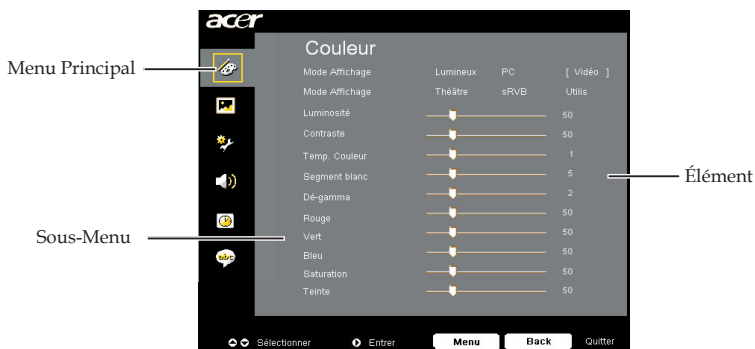 acer
Couleur
Menu Principal
Mode Affichage Lumineux PC [ Vidéo ]
Mode Affichage Théâtre sRVB Utilis
Luminosité 50
Contraste 50
Temp. Couleur 1
Segment blanc 5
Élément
Dé-gamma 2
Rouge 50
Sous-Menu
Vert 50
Bleu 50
abc
Saturation 50
Teinte 50
Sélectionner Entrer Menu Back Quitter